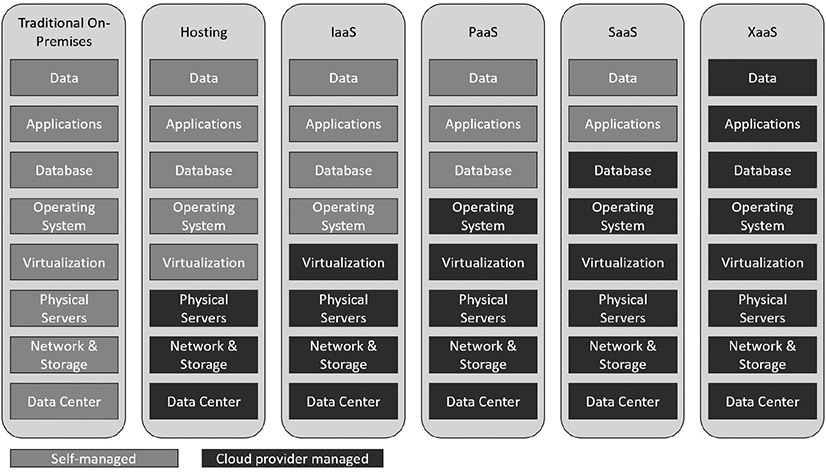 Traditional On-
Premises
Data
Applications
Database
Operating
System
Virtualization
Physical
Servers
Network &
Storage
Data Center
Hosting
Data
Applications
Database
Operating
System
Virtualization
Physical
Servers
Network &
Storage
Data Center
IaaS
Data
Applications
Database
Operating
System
Virtualization
Physical
Servers
Network &
Storage
Data Center
PaaS
Data
Applications
Database
Operating
System
Virtualization
Physical
Servers
Network &
Storage
Data Center
SaaS
Data
Applications
Database
Operating
System
Virtualization
Physical
Servers
Network &
Storage
Data Center
XaaS
Data
Applications
Database
Operating
System
Virtualization
Physical
Servers
Network &
Storage
Data Center
Self-managed
Cloud provider managed